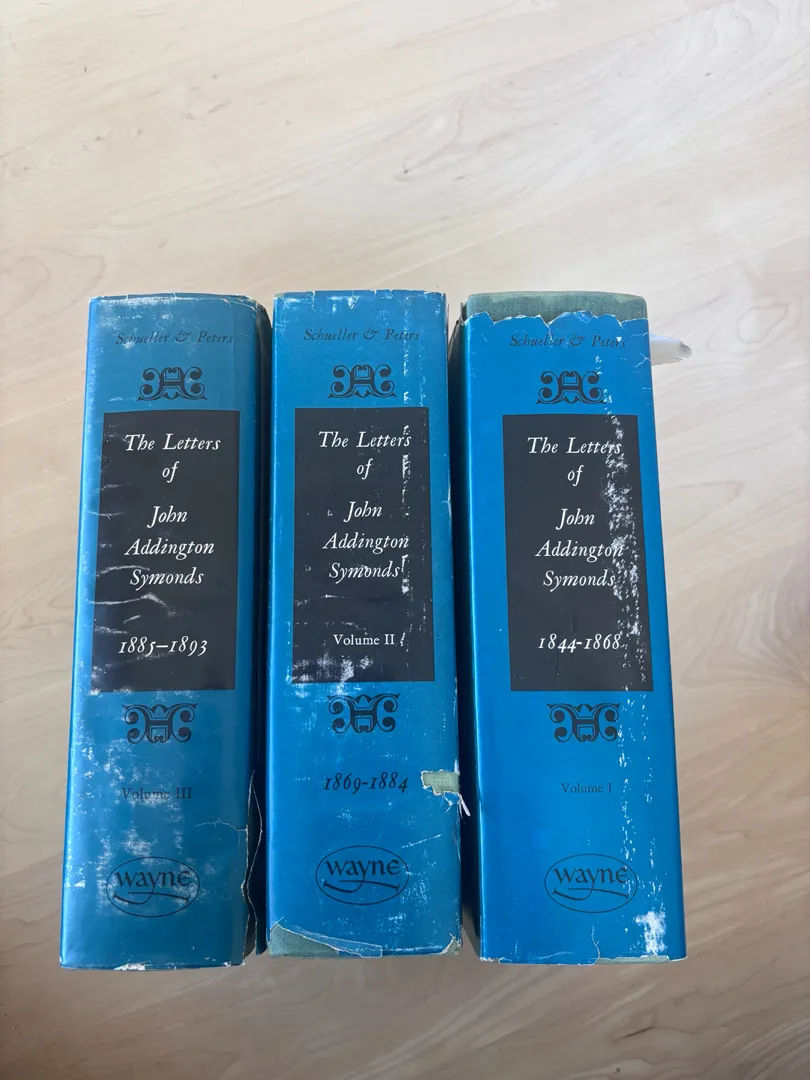 Schueller & Peters
The Letters
of
John
Addington
Symonds
1885–1893
Volume III
wayne
Schueller & Peters
The Letters
of
John
Addington
Symonds
Volume II
1869-1884
wayne
Schueller & Peters
The Letters
of
John
Addington
Symonds
1844-1868
Volume I
wayne